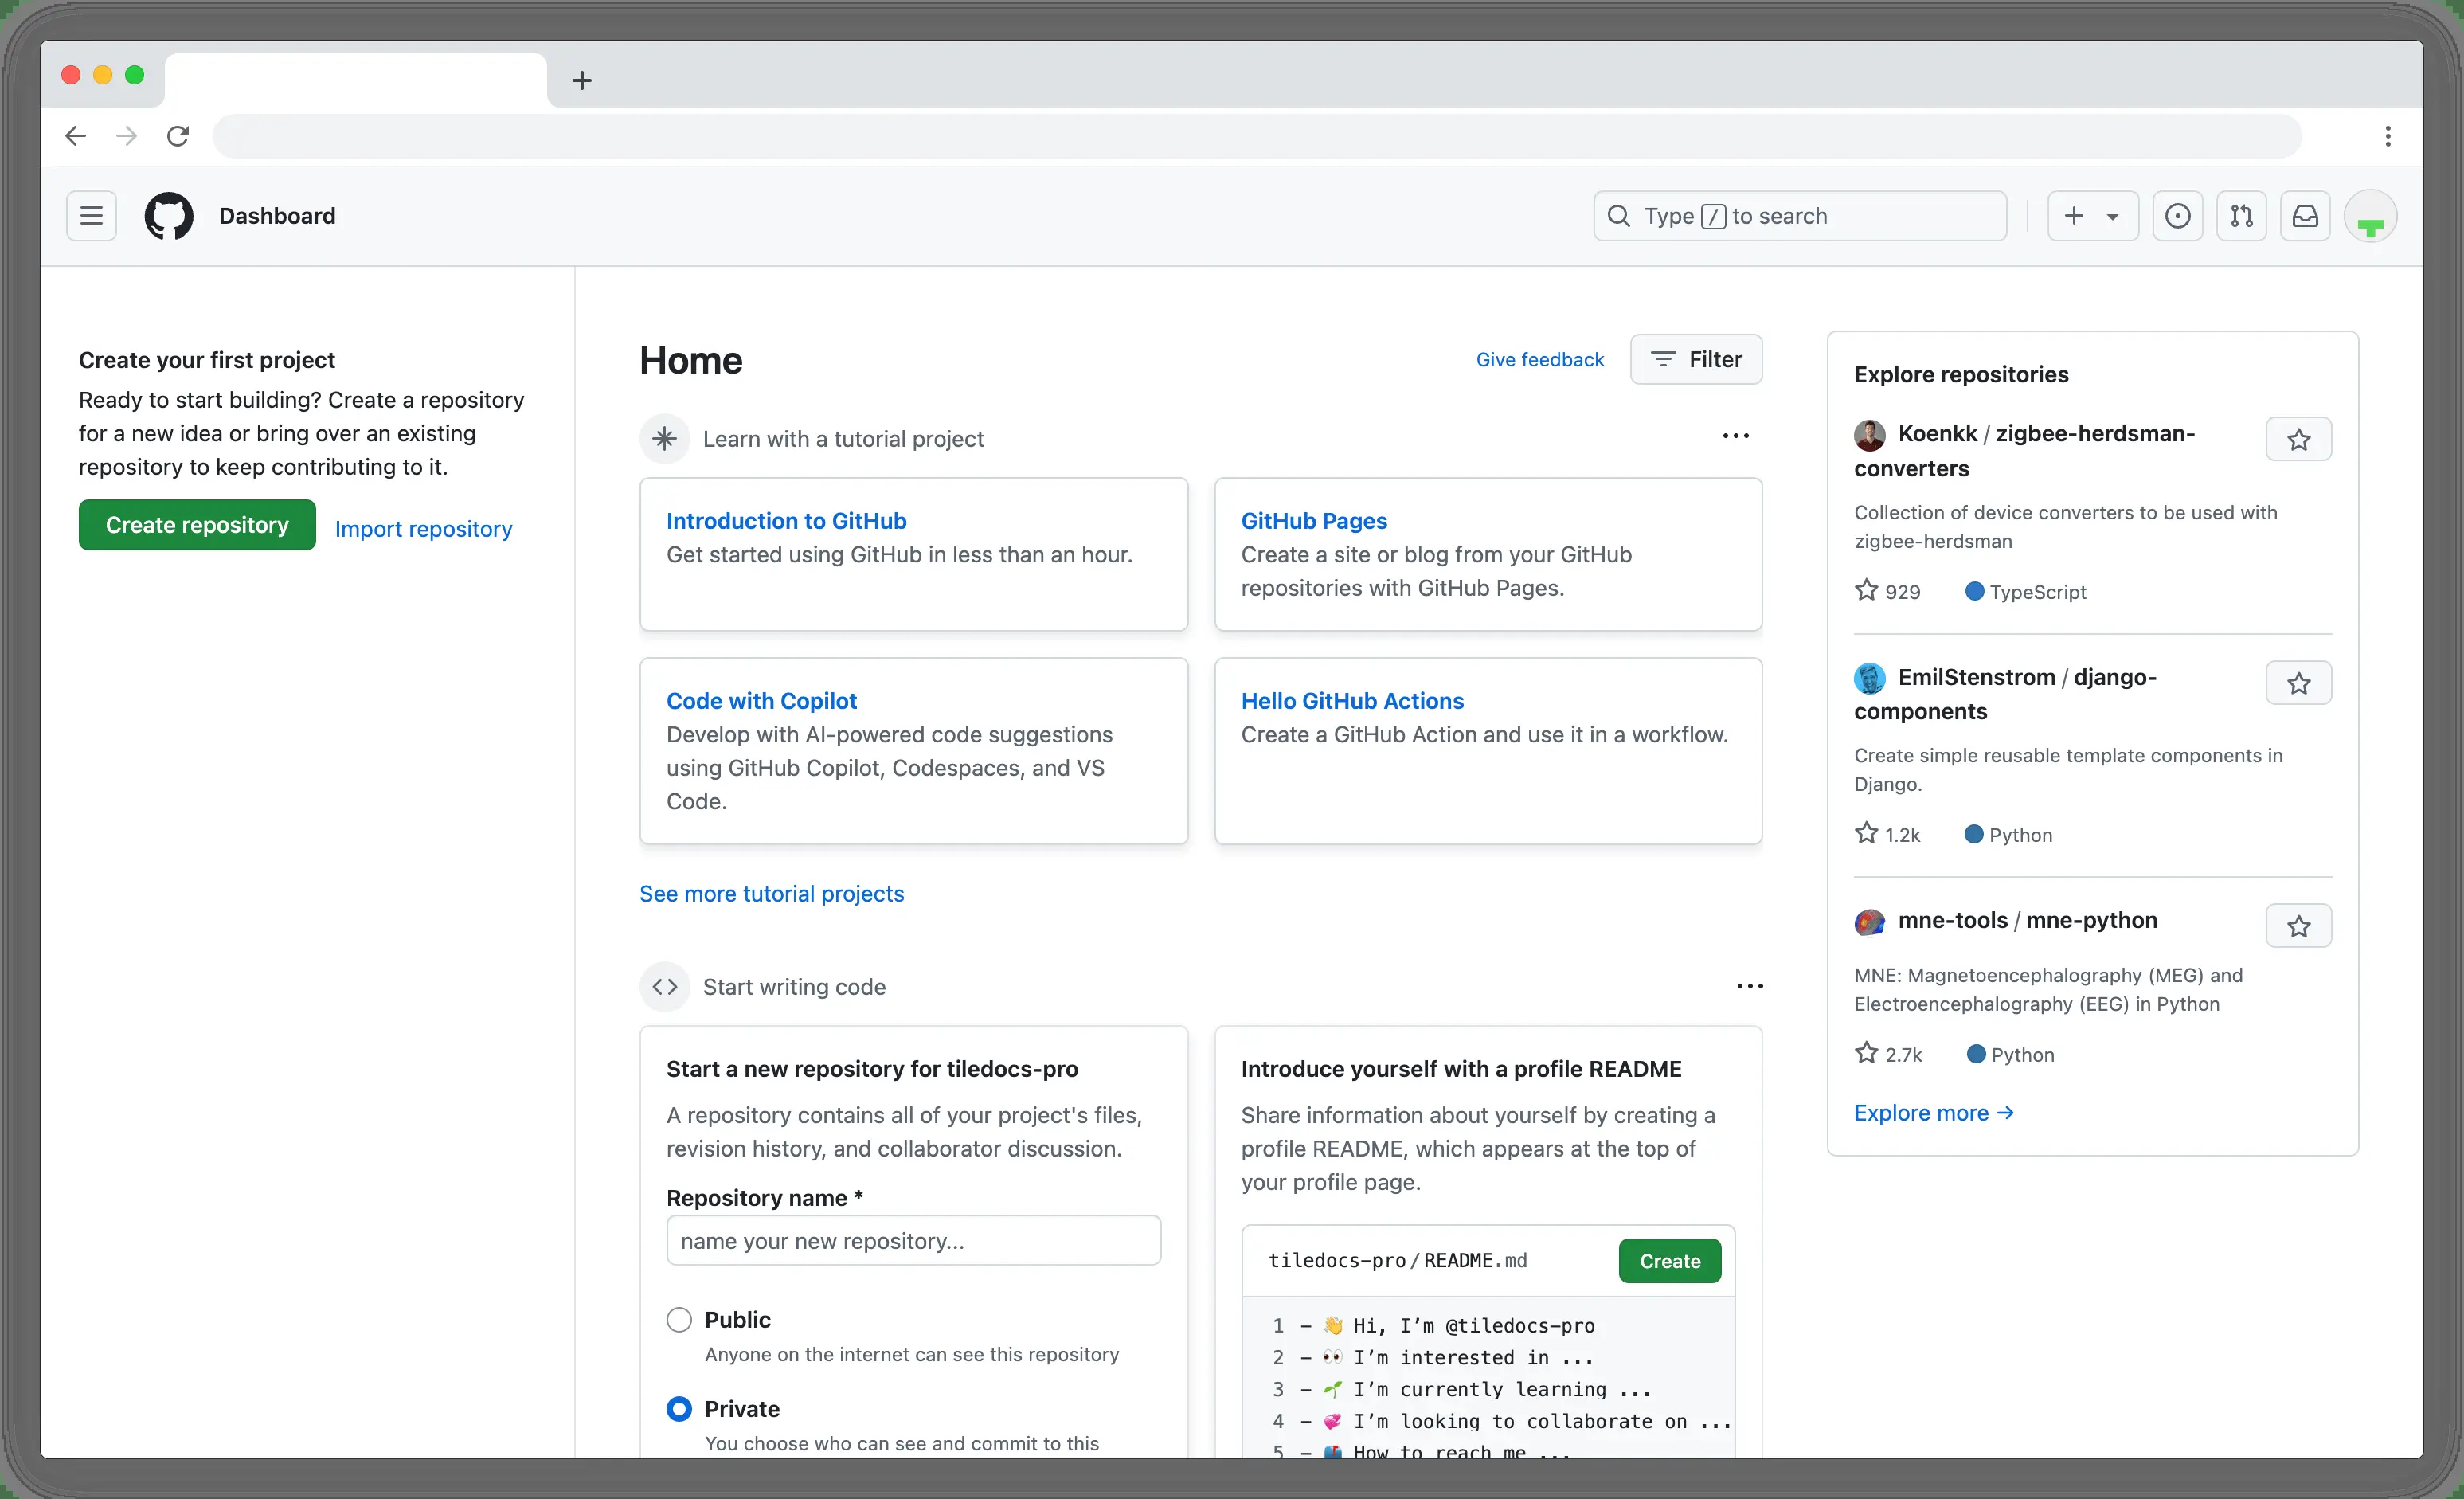 Dashboard
Type / to search
Create your first project
Ready to start building? Create a repository
for a new idea or bring over an existing
repository to keep contributing to it.
Create repository
Import repository
Home
Give feedback
Filter
Learn with a tutorial project
Introduction to GitHub
Get started using GitHub in less than an hour.
GitHub Pages
Create a site or blog from your GitHub
repositories with GitHub Pages.
Code with Copilot
Develop with AI-powered code suggestions
using GitHub Copilot, Codespaces, and VS
Code.
Hello GitHub Actions
Create a GitHub Action and use it in a workflow.
See more tutorial projects
Start writing code
Start a new repository for tiledocs-pro
A repository contains all of your project's files,
revision history, and collaborator discussion.
Repository name *
name your new repository...
Public
Anyone on the internet can see this repository
Private
You choose who can see and commit to this
Introduce yourself with a profile README
Share information about yourself by creating a
profile README, which appears at the top of
your profile page.
tiledocs-pro / README.md
Create
1 - 👋 Hi, I’m @tiledocs-pro
2 - 👀 I’m interested in ...
3 - 🌱 I’m currently learning ...
4 - 💞️ I’m looking to collaborate on ...
5 - 📫 How to reach me ...
Explore repositories
Koenkk / zigbee-herdsman-
converters
Collection of device converters to be used with
zigbee-herdsman
929
TypeScript
EmilStenstrom / django-
components
Create simple reusable template components in
Django.
1.2k
Python
mne-tools / mne-python
MNE: Magnetoencephalography (MEG) and
Electroencephalography (EEG) in Python
2.7k
Python
Explore more →